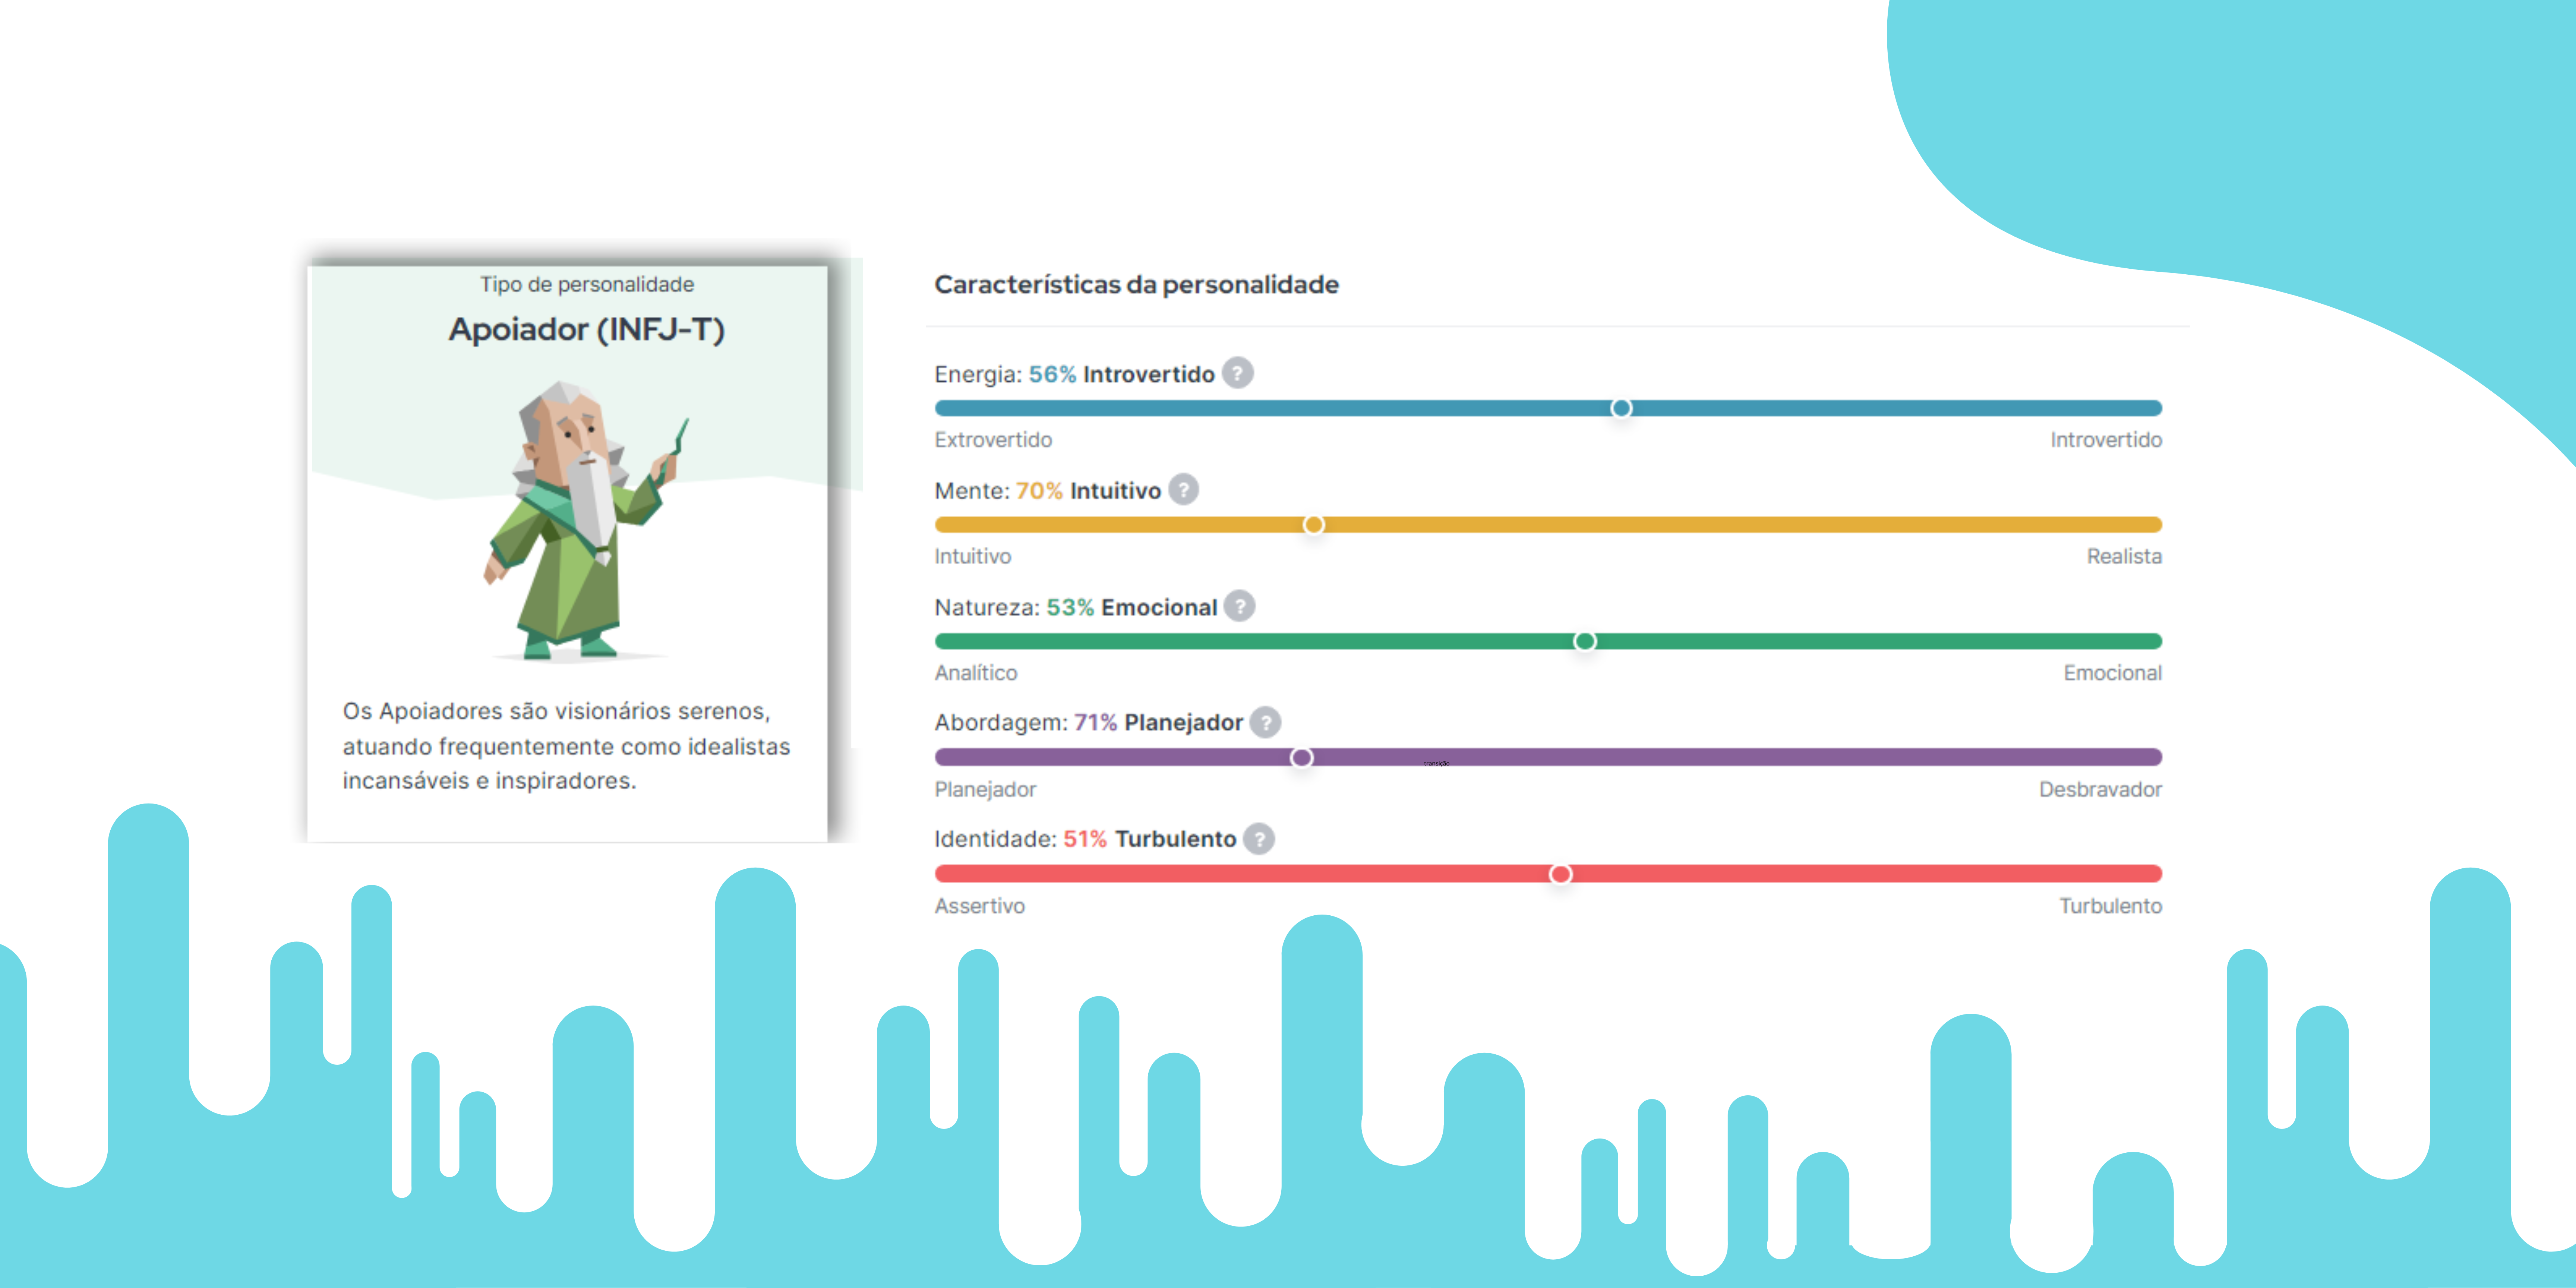 Tipo de personalidade
Apoiador (INFJ-T)
Os Apoiadores são visionários serenos,
atuando frequentemente como idealistas
incansáveis e inspiradores.
Características da personalidade
Energia: 56% Introvertido ?
Extrovertido Introvertido
Mente: 70% Intuitivo ?
Intuitivo Realista
Natureza: 53% Emocional ?
Analítico Emocional
Abordagem: 71% Planejador ?
transição
Planejador Desbravador
Identidade: 51% Turbulento ?
Assertivo Turbulento